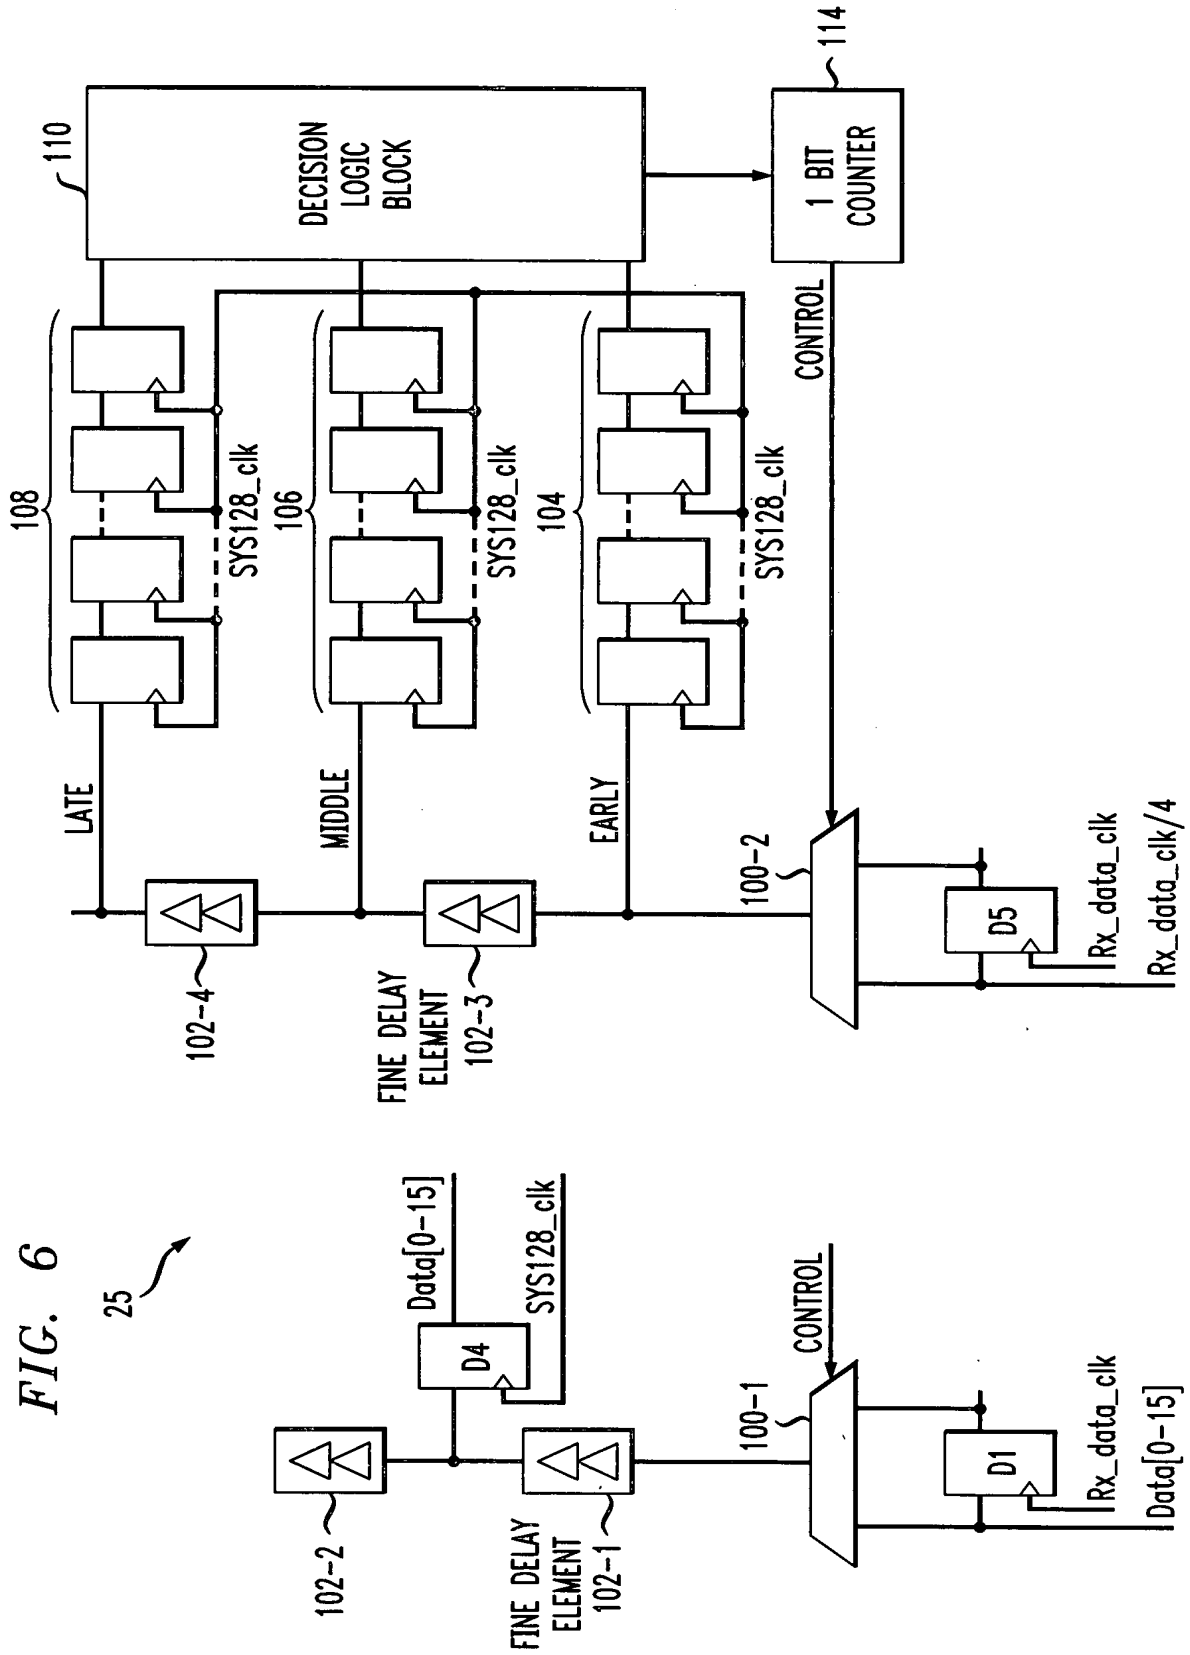 FIG. 6
25
108
110
LATE
SYS128_clk
102-4
DECISION
LOGIC
BLOCK
106
MIDDLE
SYS128_clk
FINE DELAY
ELEMENT
102-3
104
EARLY
SYS128_clk
114
1 BIT
COUNTER
CONTROL
100-2
D5
Rx_data_clk
Rx_data_clk/4
102-2
D4
Data[0-15]
SYS128_clk
FINE DELAY
ELEMENT
102-1
CONTROL
100-1
D1
Rx_data_clk
Data[0-15]